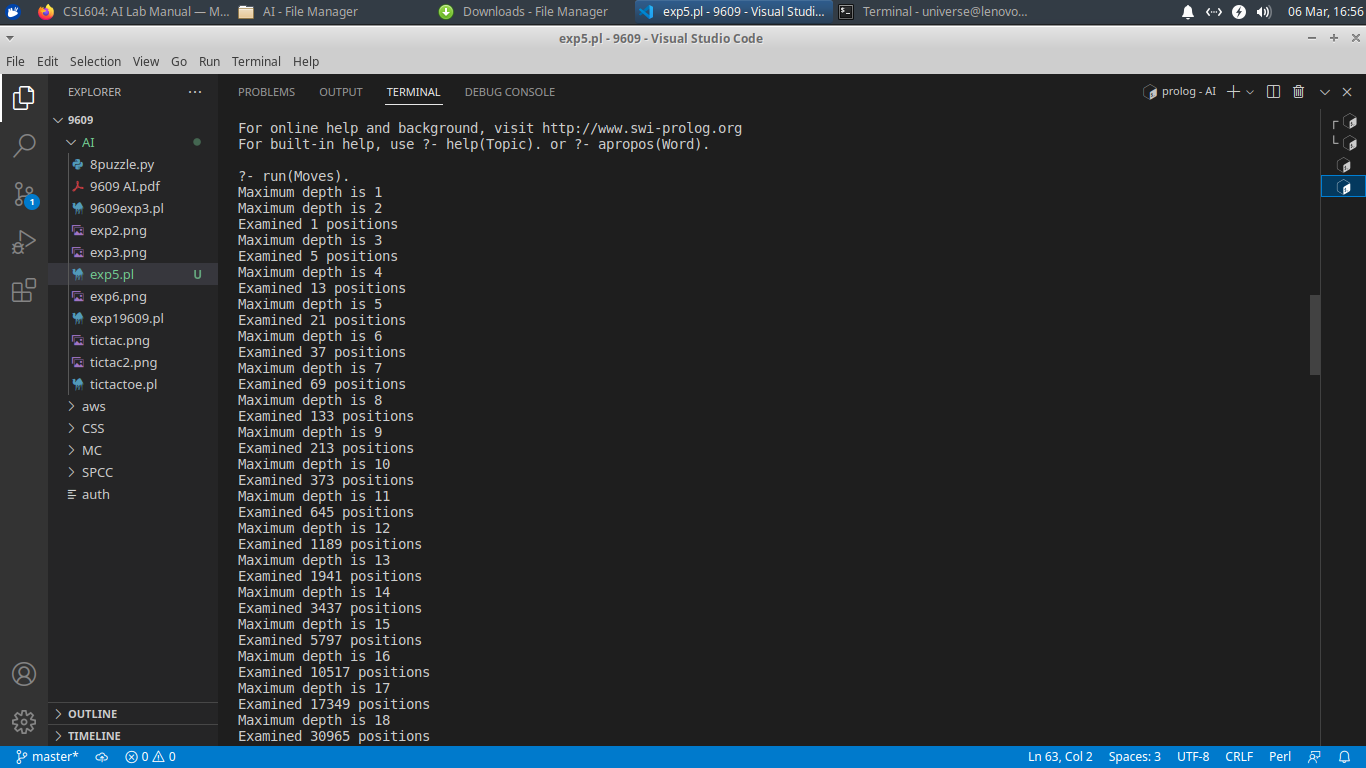 CSL604: AI Lab Manual — M... AI - File Manager Downloads - File Manager exp5.pl - 9609 - Visual Studi... Terminal - universe@lenovo... 06 Mar, 16:56
exp5.pl - 9609 - Visual Studio Code
File Edit Selection View Go Run Terminal Help
EXPLORER ...
PROBLEMS OUTPUT TERMINAL DEBUG CONSOLE
prolog - AI
9609
AI
8puzzle.py
9609 AI.pdf
9609exp3.pl
1
exp2.png
exp3.png
exp5.pl U
exp6.png
exp19609.pl
tictac.png
tictac2.png
tictactoe.pl
aws
CSS
MC
SPCC
auth
OUTLINE
TIMELINE
For online help and background, visit http://www.swi-prolog.org
For built-in help, use ?- help(Topic). or ?- apropos(Word).
?- run(Moves).
Maximum depth is 1
Maximum depth is 2
Examined 1 positions
Maximum depth is 3
Examined 5 positions
Maximum depth is 4
Examined 13 positions
Maximum depth is 5
Examined 21 positions
Maximum depth is 6
Examined 37 positions
Maximum depth is 7
Examined 69 positions
Maximum depth is 8
Examined 133 positions
Maximum depth is 9
Examined 213 positions
Maximum depth is 10
Examined 373 positions
Maximum depth is 11
Examined 645 positions
Maximum depth is 12
Examined 1189 positions
Maximum depth is 13
Examined 1941 positions
Maximum depth is 14
Examined 3437 positions
Maximum depth is 15
Examined 5797 positions
Maximum depth is 16
Examined 10517 positions
Maximum depth is 17
Examined 17349 positions
Maximum depth is 18
Examined 30965 positions
master* 0 0 Ln 63, Col 2 Spaces: 3 UTF-8 CRLF Perl